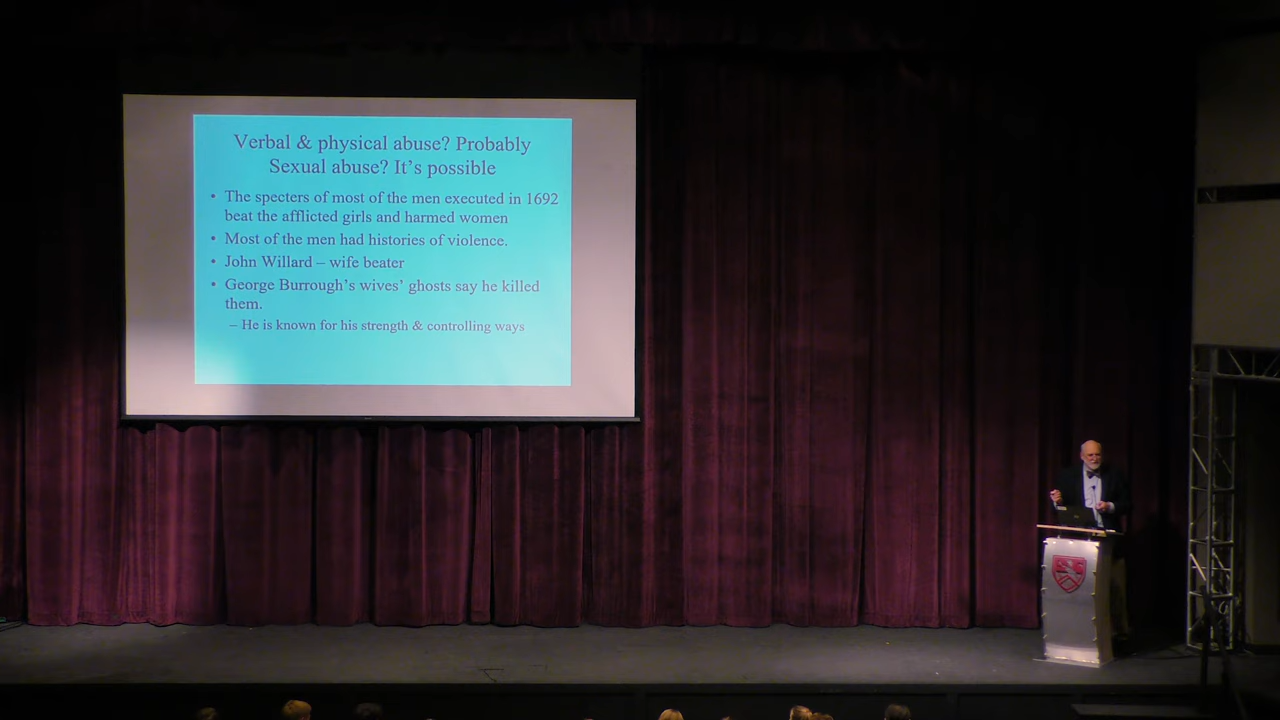 Verbal & physical abuse? Probably
Sexual abuse? It's possible
• The specters of most of the men executed in 1692
beat the afflicted girls and harmed women
• Most of the men had histories of violence.
• John Willard – wife beater
• George Burrough's wives' ghosts say he killed
them.
– He is known for his strength & controlling ways